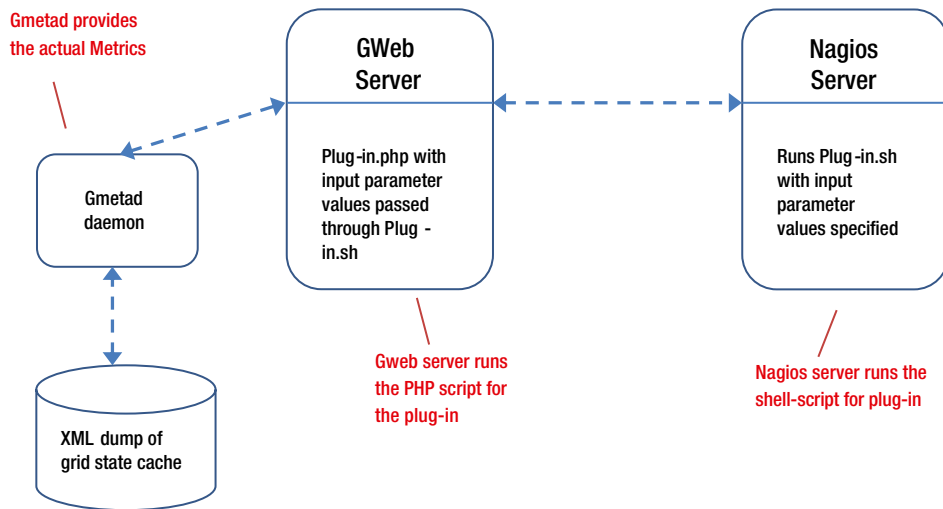 Gmetad provides
the actual Metrics
GWeb
Server
Plug-in.php with
input parameter
values passed
through Plug -
in.sh
Nagios
Server
Runs Plug-in.sh
with input
parameter
values specified
Gmetad
daemon
Gweb server runs
the PHP script for
the plug-in
Nagios server runs the
shell-script for plug-in
XML dump of
grid state cache